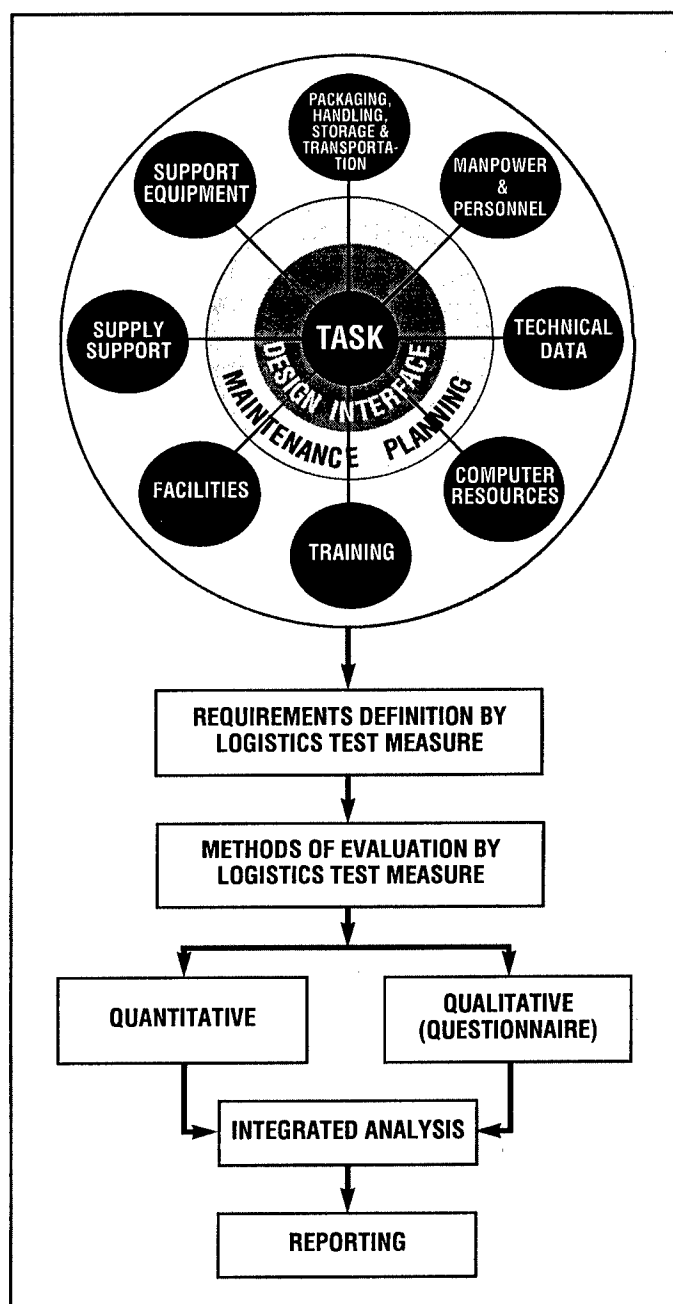 PACKAGING,
HANDLING,
STORAGE &
TRANSPORTA-
TION
SUPPORT
EQUIPMENT
MANPOWER
&
PERSONNEL
SUPPLY
SUPPORT
TASK
TECHNICAL
DATA
DESIGN INTERFACE
MAINTENANCE PLANNING
FACILITIES
COMPUTER
RESOURCES
TRAINING
REQUIREMENTS DEFINITION BY
LOGISTICS TEST MEASURE
METHODS OF EVALUATION BY
LOGISTICS TEST MEASURE
QUANTITATIVE
QUALITATIVE
(QUESTIONNAIRE)
INTEGRATED ANALYSIS
REPORTING